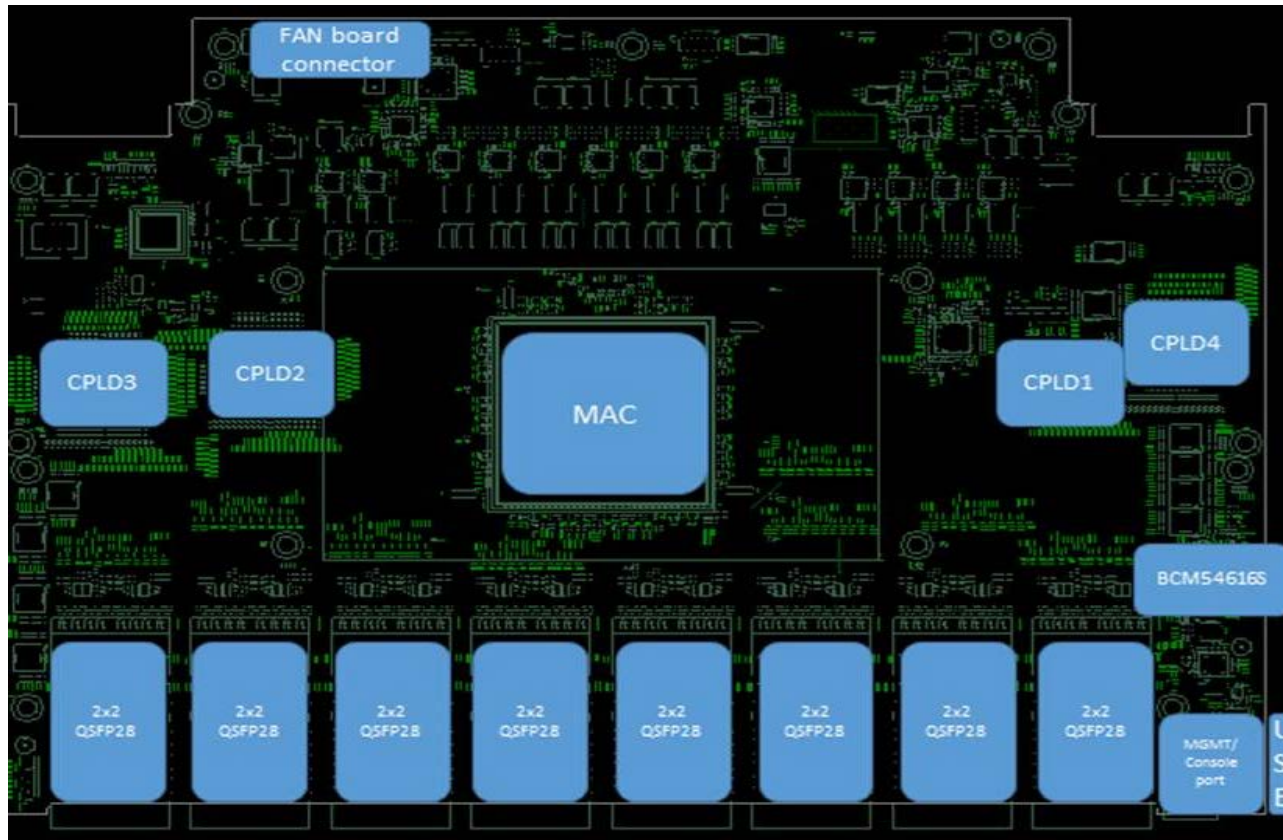 FAN board
connector
CPLD3
CPLD2
MAC
CPLD1
CPLD4
BCM54616S
2x2
QSFP28
2x2
QSFP28
2x2
QSFP28
2x2
QSFP28
2x2
QSFP28
2x2
QSFP28
2x2
QSFP28
2x2
QSFP28
MGMT/
Console
port
U
S
B